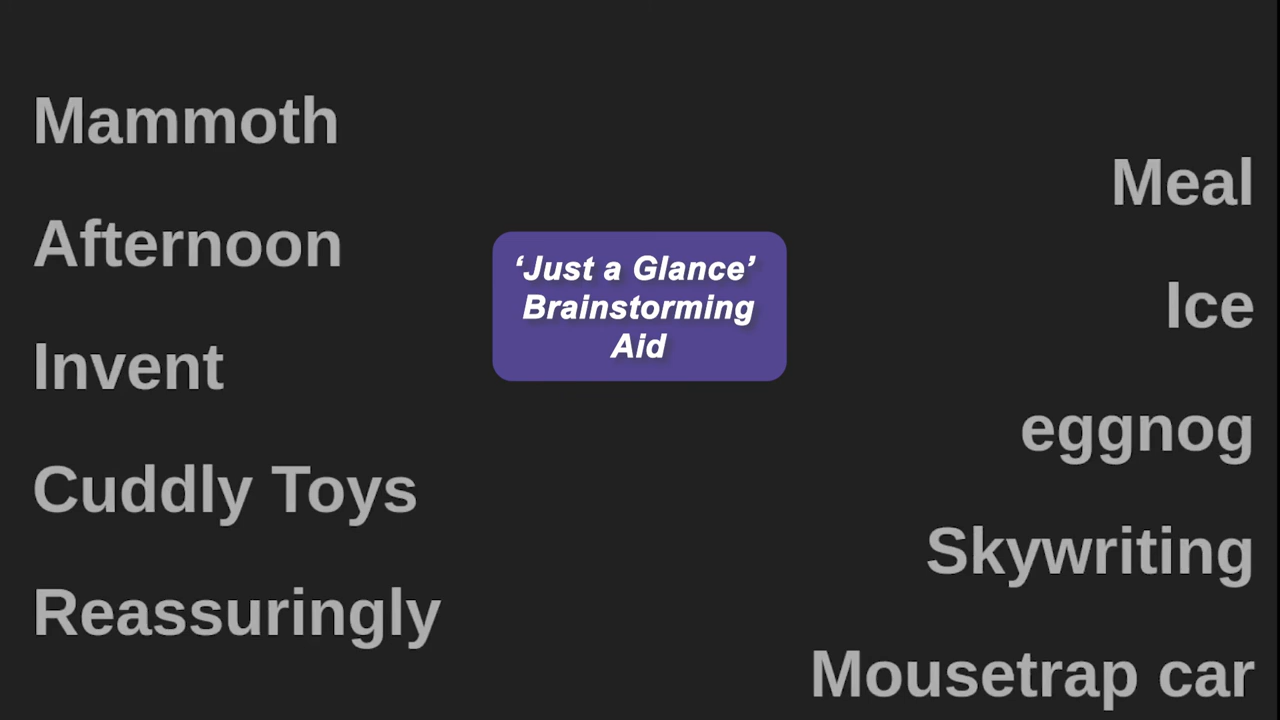 Mammoth
Afternoon
Invent
Cuddly Toys
Reassuringly
‘Just a Glance’
Brainstorming
Aid
Meal
Ice
eggnog
Skywriting
Mousetrap car